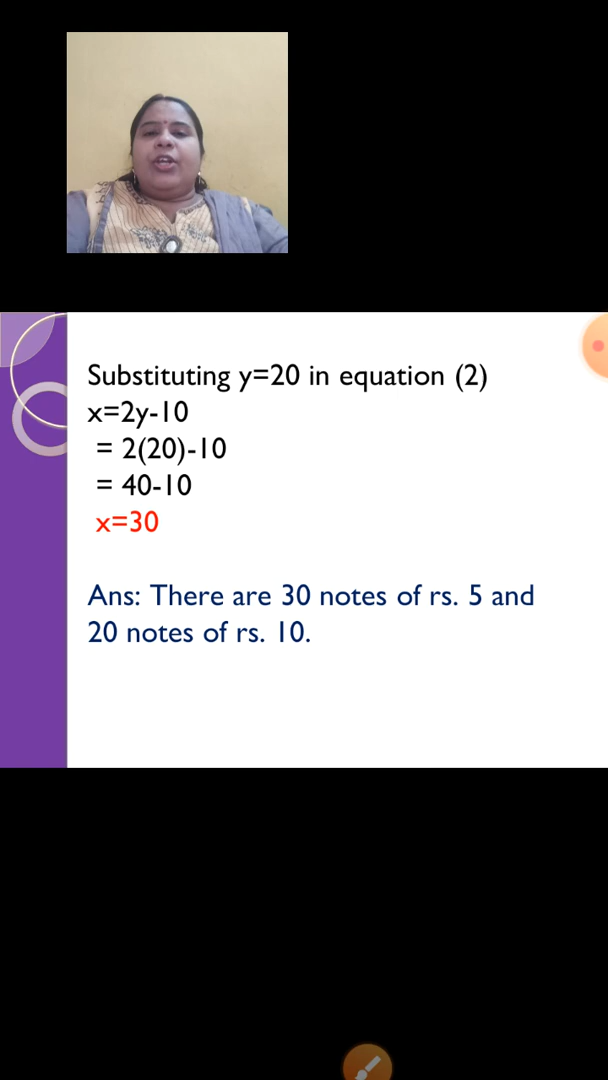 Substituting y=20 in equation (2)
x=2y-10
= 2(20)-10
= 40-10
x=30
Ans: There are 30 notes of rs. 5 and
20 notes of rs. 10.